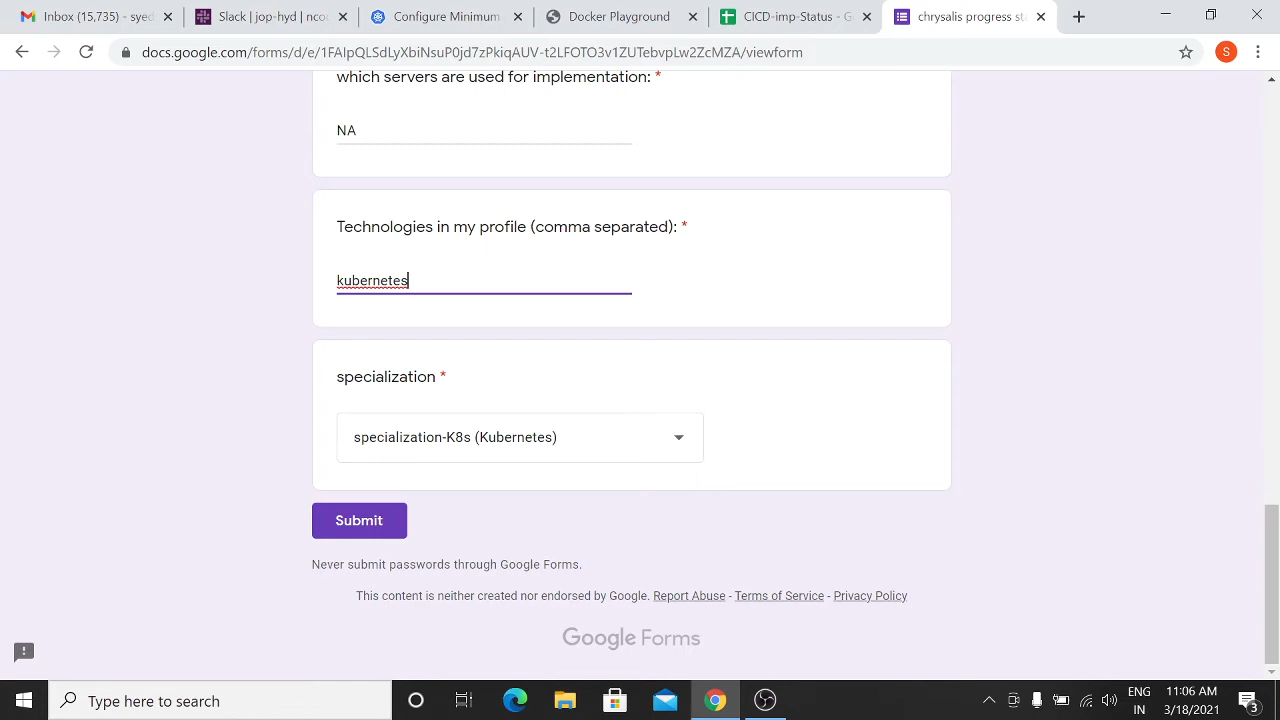 Inbox (15,735) - syed
Slack | jop-hyd | nco
Configure Minimum
Docker Playground
CICD-imp-Status - G
chrysalis progress st
docs.google.com/forms/d/e/1FAIpQLSdLyXbiNsuP0jd7zPkiqAUV-t2LFOTO3v1ZUTebvpLw2ZcMZA/viewform
S
which servers are used for implementation: *
NA
Technologies in my profile (comma separated): *
kubernetes
specialization *
specialization-K8s (Kubernetes)
Submit
Never submit passwords through Google Forms.
This content is neither created nor endorsed by Google. Report Abuse - Terms of Service - Privacy Policy
Google Forms
Type here to search
ENG
IN
11:06 AM
3/18/2021
3